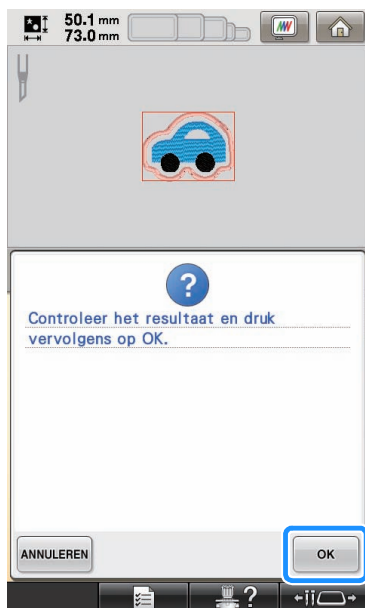 50.1 mm
73.0 mm
?
Controleer het resultaat en druk
vervolgens op OK.
ANNULEREN
OK
?